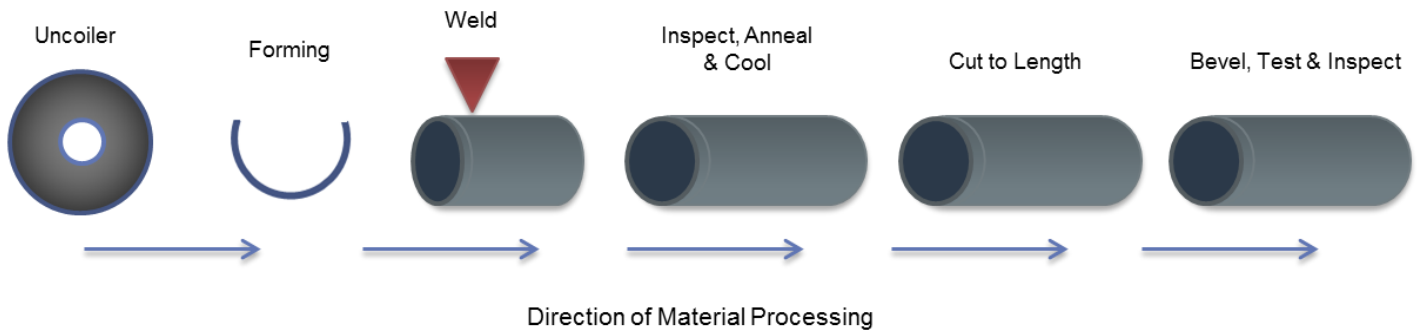 Uncoiler
Forming
Weld
Inspect, Anneal
& Cool
Cut to Length
Bevel, Test & Inspect
Direction of Material Processing